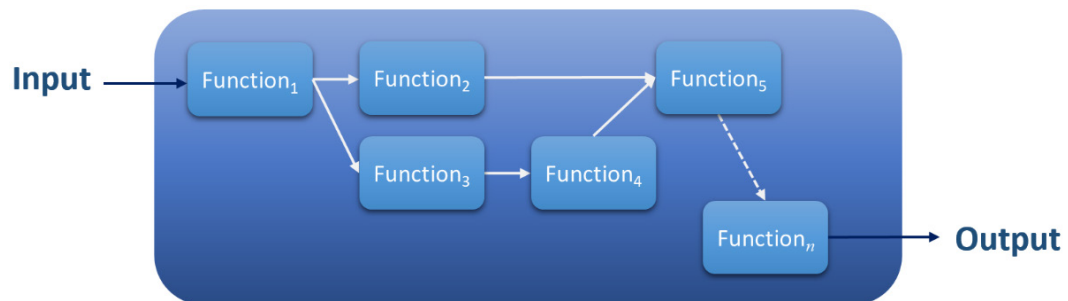 Input
Function₁
Function₂
Function₅
Function₃
Function₄
Functionₙ
Output